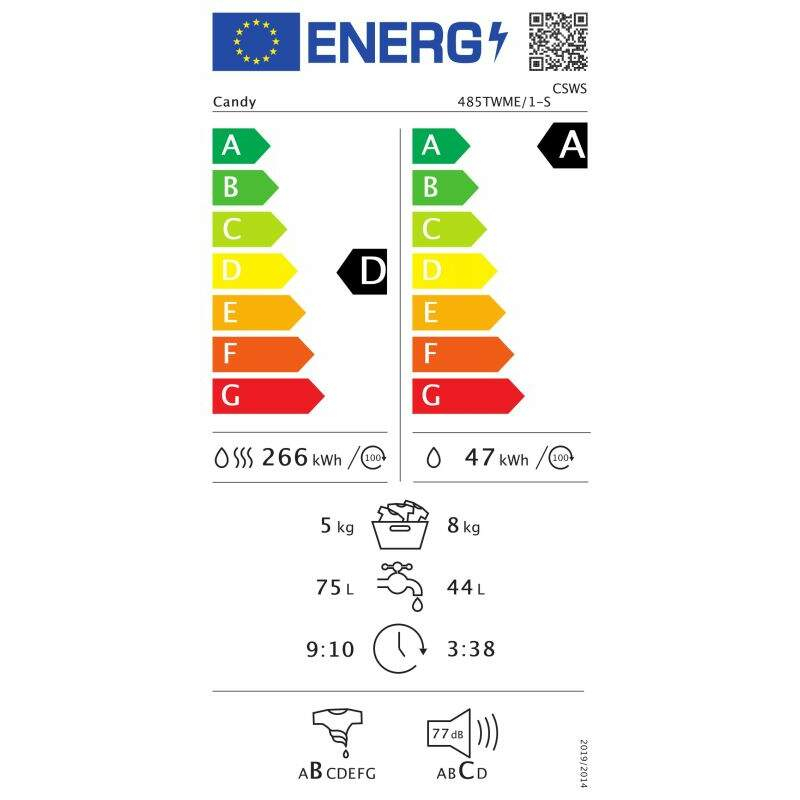 ENERG
CSWS
Candy 485TWME/1-S
A A A
B B
C C
D D D
E E
F F
G G
266 kWh /100 47 kWh /100
5 kg 8 kg
75 L 44 L
9:10 3:38
77 dB
ABCDEFG ABCD
2019/2014